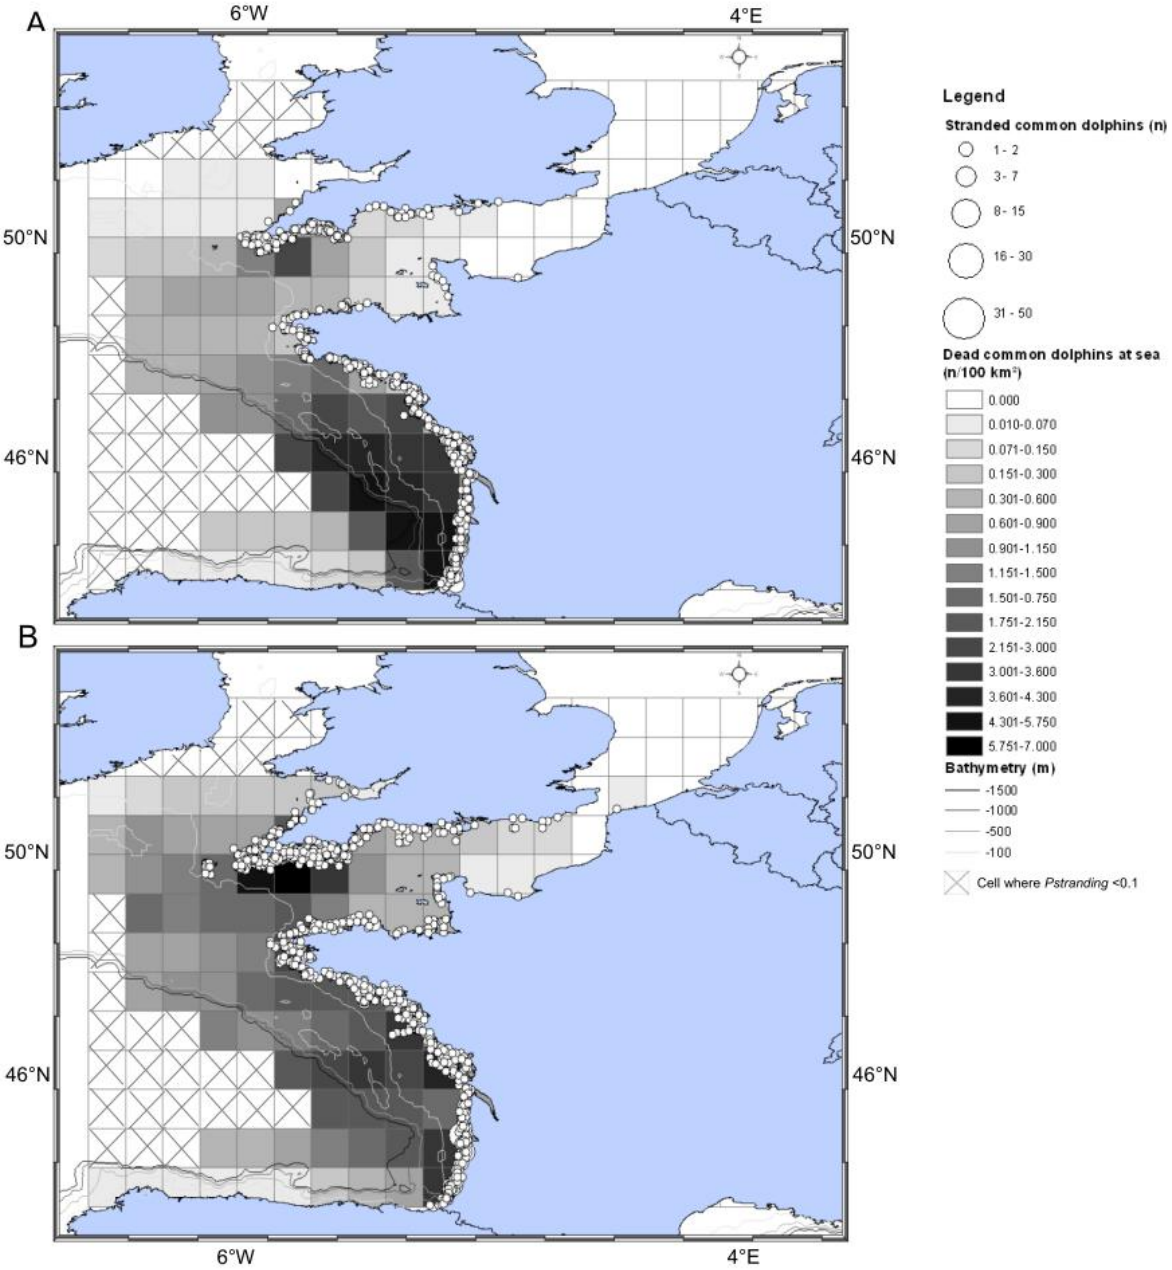 A
6°W
4°E
50°N
50°N
46°N
46°N
B
50°N
50°N
46°N
46°N
6°W
4°E
Legend
Stranded common dolphins (n)
1 - 2
3 - 7
8 - 15
16 - 30
31 - 50
Dead common dolphins at sea
(n/100 km²)
0.000
0.010-0.070
0.071-0.150
0.151-0.300
0.301-0.600
0.601-0.900
0.901-1.150
1.151-1.500
1.501-0.750
1.751-2.150
2.151-3.000
3.001-3.600
3.601-4.300
4.301-5.750
5.751-7.000
Bathymetry (m)
-1500
-1000
-500
-100
Cell where Pstranding <0.1